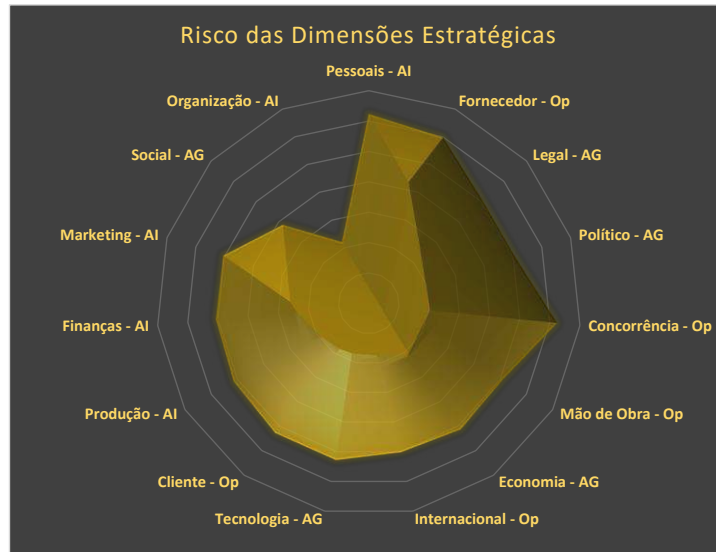 Risco das Dimensões Estratégicas
Pessoais - AI
Fornecedor - Op
Legal - AG
Político - AG
Concorrência - Op
Mão de Obra - Op
Economia - AG
Internacional - Op
Tecnologia - AG
Cliente - Op
Produção - AI
Finanças - AI
Marketing - AI
Social - AG
Organização - AI